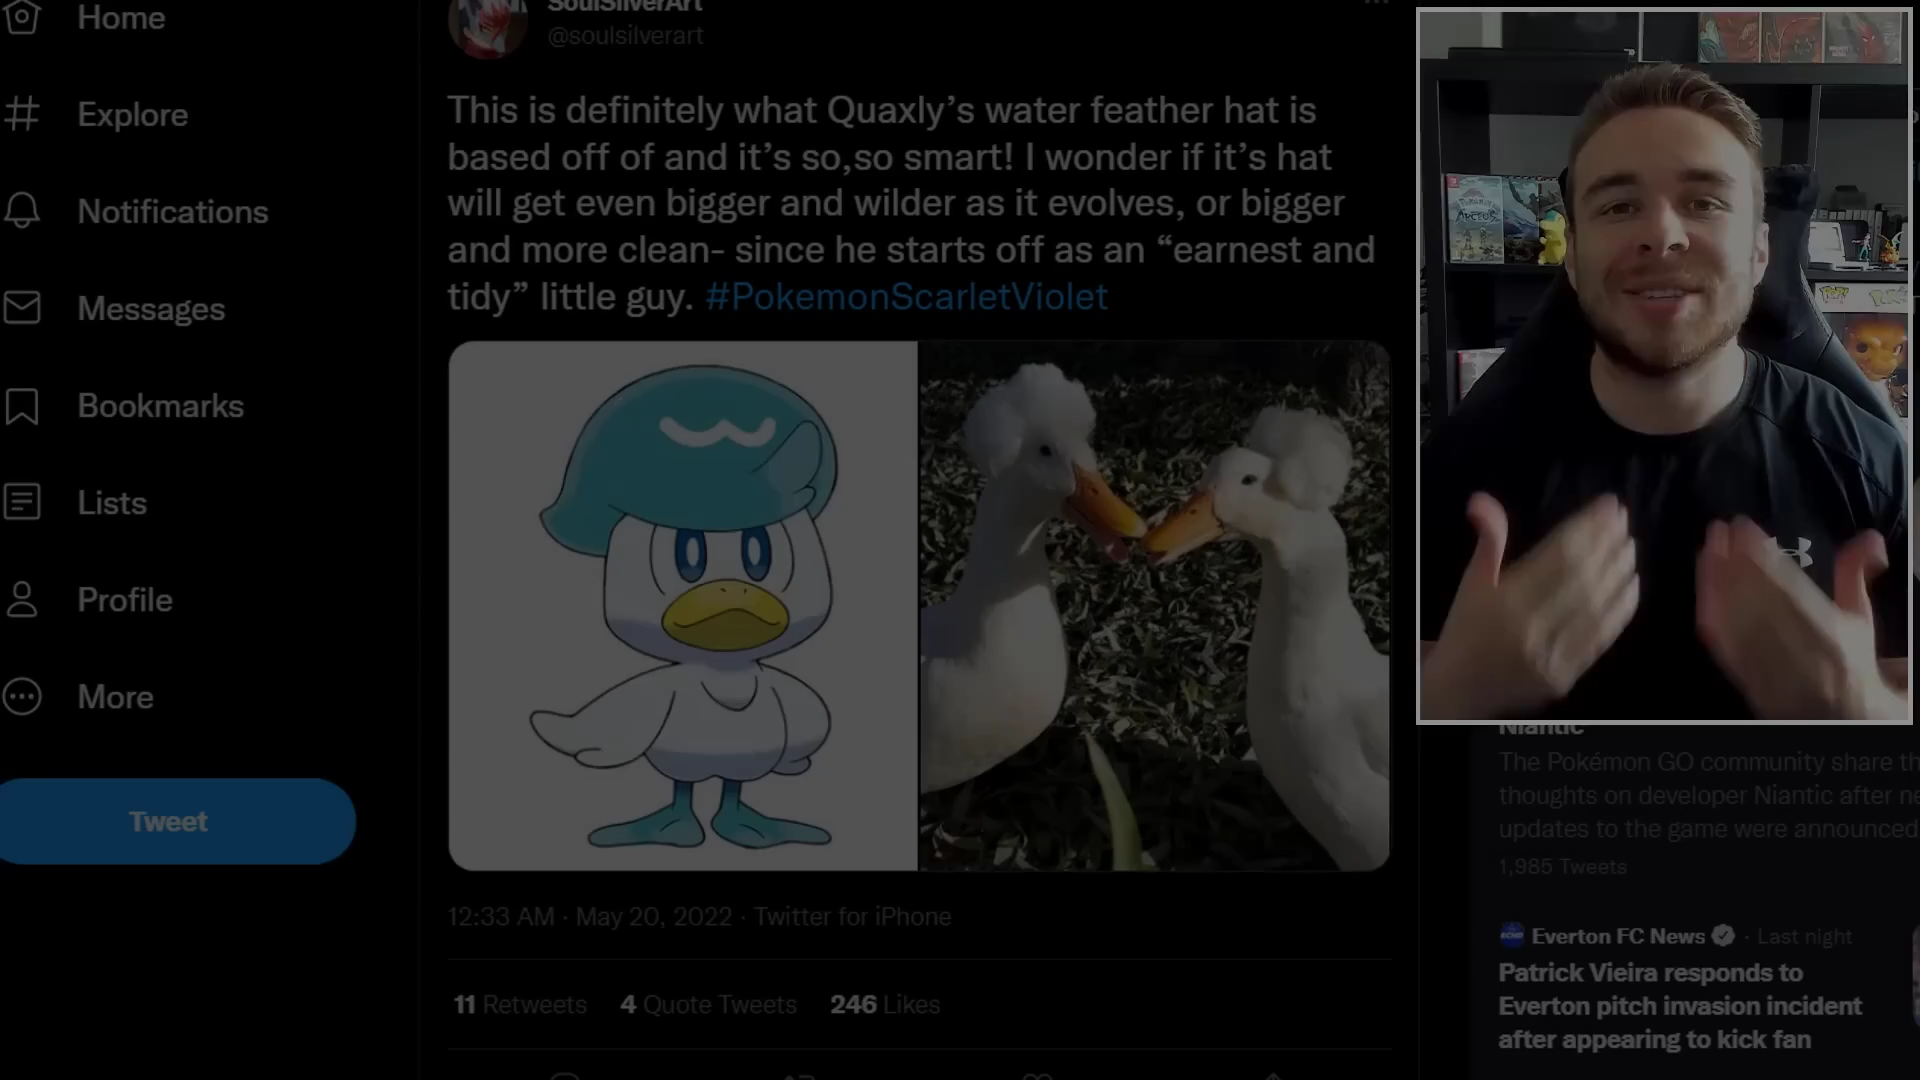 Home
Explore
Notifications
Messages
Bookmarks
Lists
Profile
More
Tweet
SoulSilverArt
@soulsilverart
This is definitely what Quaxly’s water feather hat is
based off of and it’s so,so smart! I wonder if it’s hat
will get even bigger and wilder as it evolves, or bigger
and more clean- since he starts off as an “earnest and
tidy” little guy. #PokemonScarletViolet
12:33 AM · May 20, 2022 · Twitter for iPhone
11 Retweets 4 Quote Tweets 246 Likes
ARCEUS
Niantic
The Pokémon GO community share
thoughts on developer Niantic after
updates to the game were announced
1,985 Tweets
Everton FC News · Last night
Patrick Vieira responds to
Everton pitch invasion incident
after appearing to kick fan